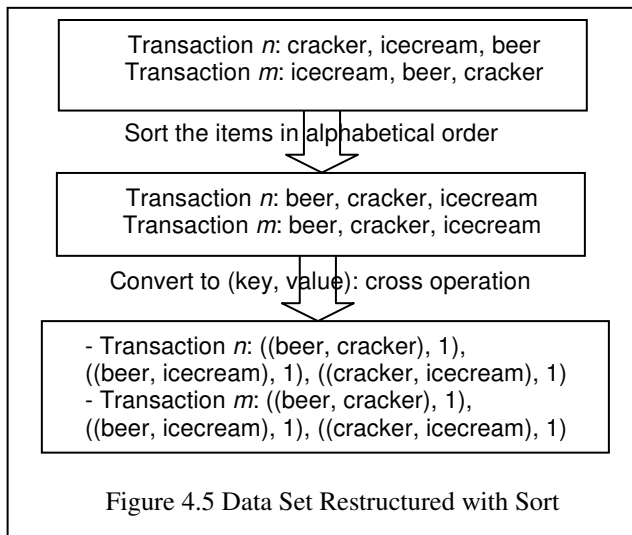 Transaction n: cracker, icecream, beer
Transaction m: icecream, beer, cracker
Sort the items in alphabetical order
Transaction n: beer, cracker, icecream
Transaction m: beer, cracker, icecream
Convert to (key, value): cross operation
- Transaction n: ((beer, cracker), 1),
((beer, icecream), 1), ((cracker, icecream), 1)
- Transaction m: ((beer, cracker), 1),
((beer, icecream), 1), ((cracker, icecream), 1)
Figure 4.5 Data Set Restructured with Sort